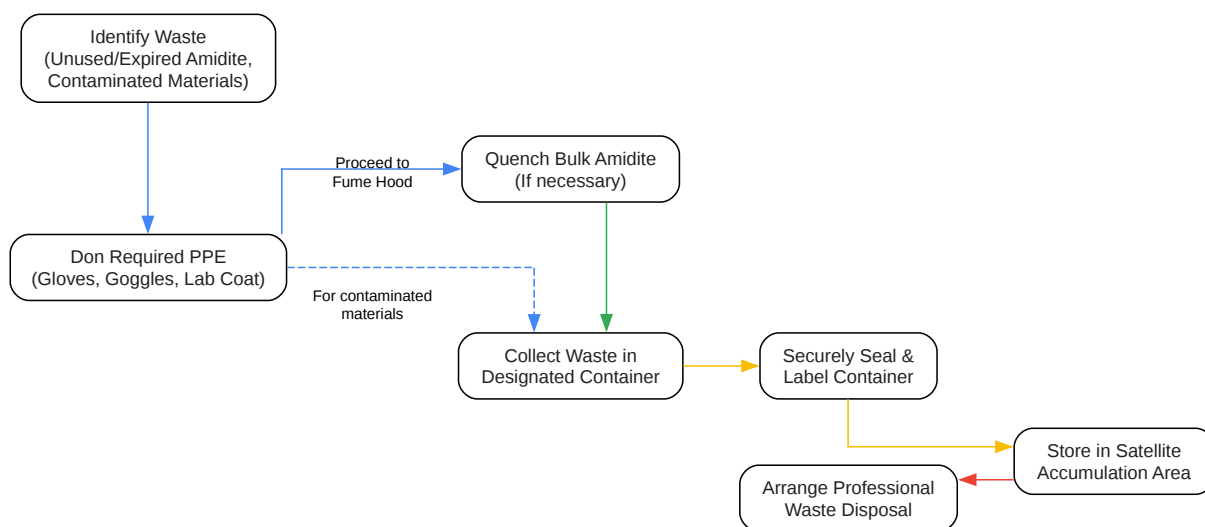 Identify Waste
(Unused/Expired Amidite,
Contaminated Materials)
Proceed to
Fume Hood
Quench Bulk Amidite
(If necessary)
Don Required PPE
(Gloves, Goggles, Lab Coat)
For contaminated
materials
Collect Waste in
Designated Container
Securely Seal &
Label Container
Store in Satellite
Accumulation Area
Arrange Professional
Waste Disposal